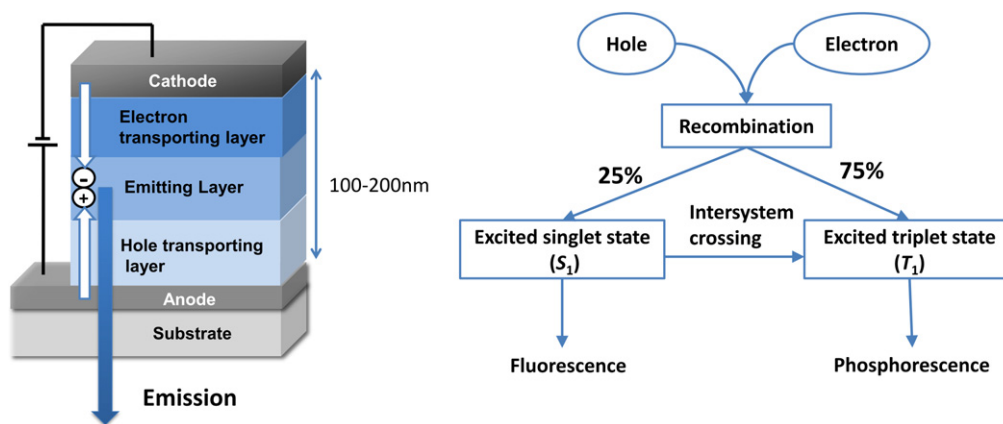 Cathode
Electron
transporting layer
Emitting Layer
-
+
Hole transporting
layer
Anode
Substrate
Emission
100-200nm
Hole
Electron
Recombination
25%
75%
Excited singlet state
(S₁)
Intersystem
crossing
Excited triplet state
(T₁)
Fluorescence
Phosphorescence